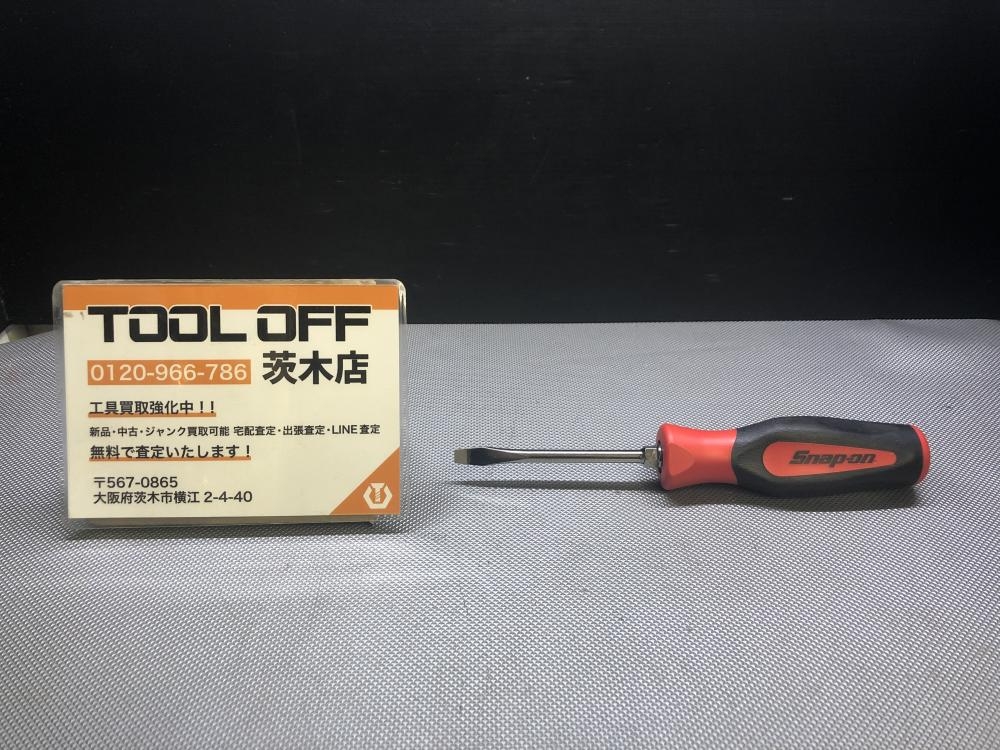 TOOL OFF
0120-966-786 茨木店
工具買取強化中！！
新品・中古・ジャンク買取可能 宅配査定・出張査定・LINE査定
無料で査定いたします！
〒567-0865
大阪府茨木市横江 2-4-40
Snap-on